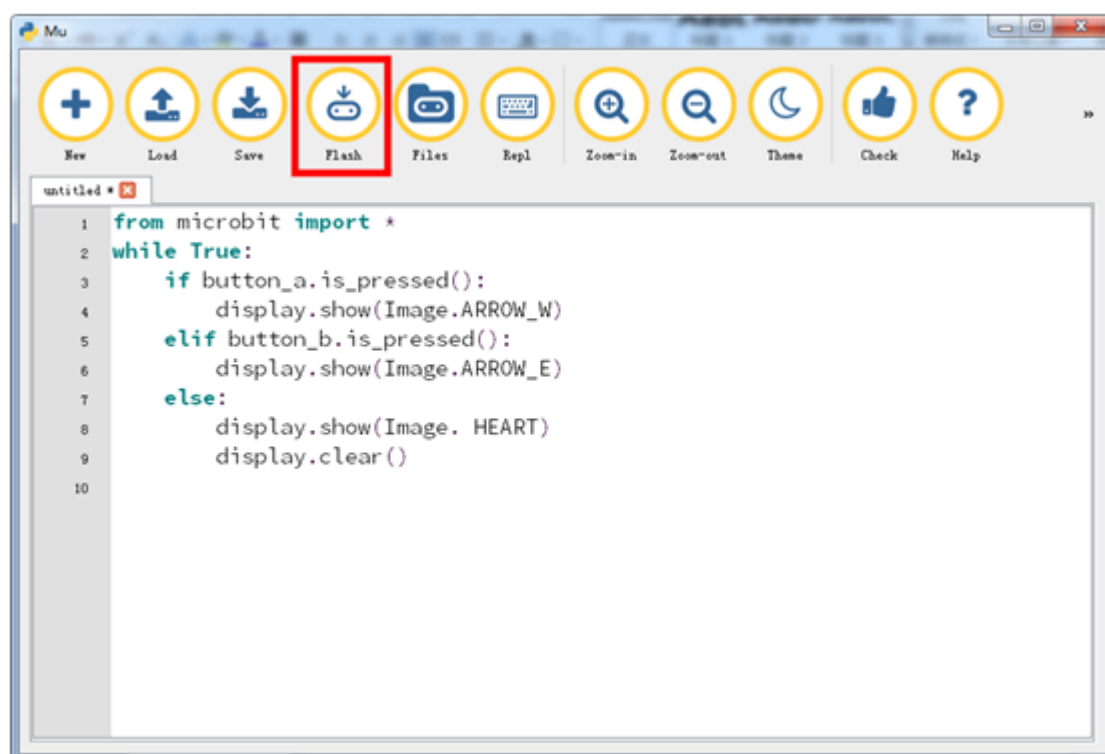 Mu
New Load Save Flash Files Repl Zoom-in Zoom-out Theme Check Help »
untitled *
1 from microbit import *
2 while True:
3     if button_a.is_pressed():
4         display.show(Image.ARROW_W)
5     elif button_b.is_pressed():
6         display.show(Image.ARROW_E)
7     else:
8         display.show(Image. HEART)
9         display.clear()
10